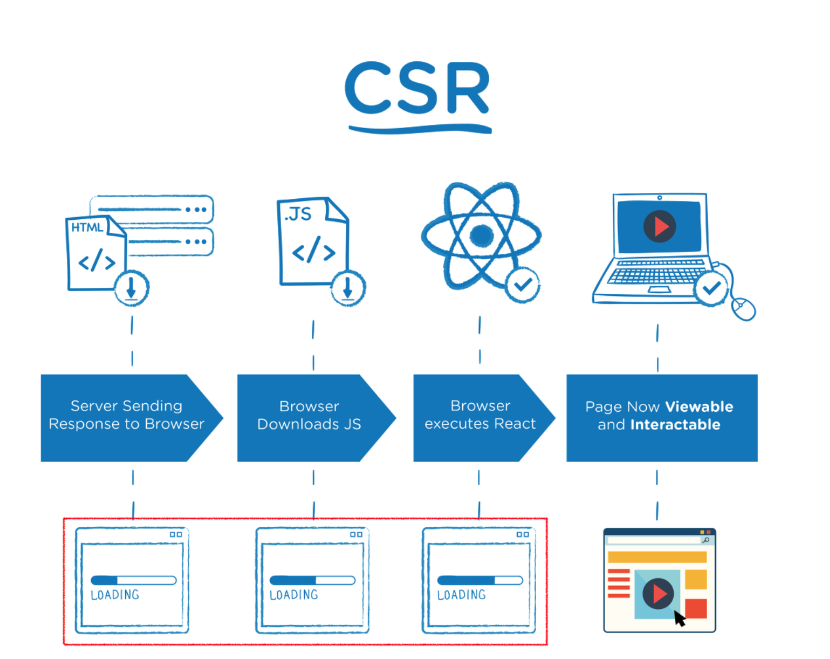 CSR
HTML
</>
.JS
</>
Server Sending
Response to Browser
Browser
Downloads JS
Browser
executes React
Page Now Viewable
and Interactable
LOADING
LOADING
LOADING